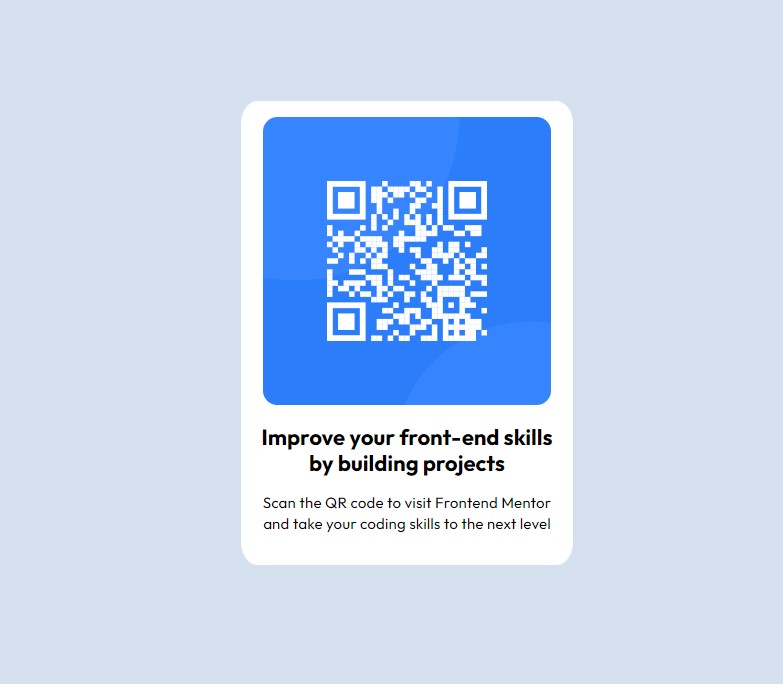 Improve your front-end skills
by building projects
Scan the QR code to visit Frontend Mentor
and take your coding skills to the next level